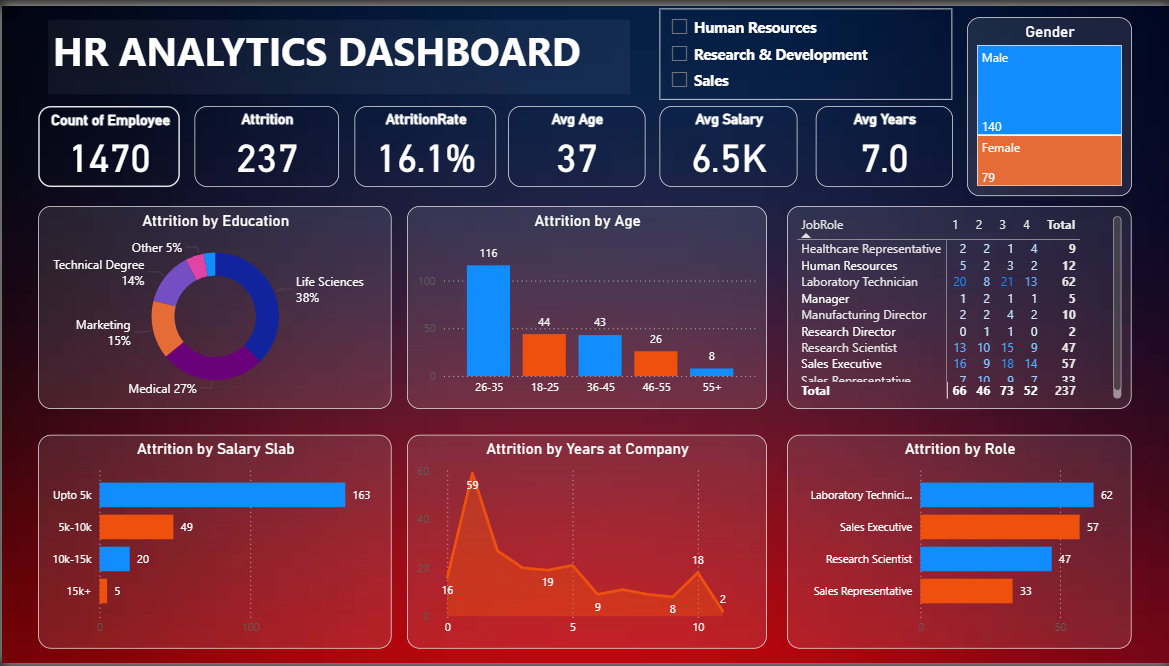 HR ANALYTICS DASHBOARD
Human Resources
Research & Development
Sales
Gender
Male
140
Female
79
Count of Employee
1470
Attrition
237
AttritionRate
16.1%
Avg Age
37
Avg Salary
6.5K
Avg Years
7.0
Attrition by Education
Other 5%
Technical Degree
14%
Life Sciences
38%
Marketing
15%
Medical 27%
Attrition by Age
116
100
44
43
50
26
8
0
26-35 18-25 36-45 46-55 55+
JobRole 1 2 3 4 Total
Healthcare Representative 2 2 1 4 9
Human Resources 5 2 3 2 12
Laboratory Technician 20 8 21 13 62
Manager 1 2 1 1 5
Manufacturing Director 2 2 4 2 10
Research Director 0 1 1 0 2
Research Scientist 13 10 15 9 47
Sales Executive 16 9 18 14 57
Sales Representative 7 10 9 7 33
Total 66 46 73 52 237
Attrition by Salary Slab
Upto 5k 163
5k-10k 49
10k-15k 20
15k+ 5
0 100
Attrition by Years at Company
60
59
40
20
18
19
16
9
8
2
0
0 5 10
Attrition by Role
Laboratory Technici... 62
Sales Executive 57
Research Scientist 47
Sales Representative 33
0 50